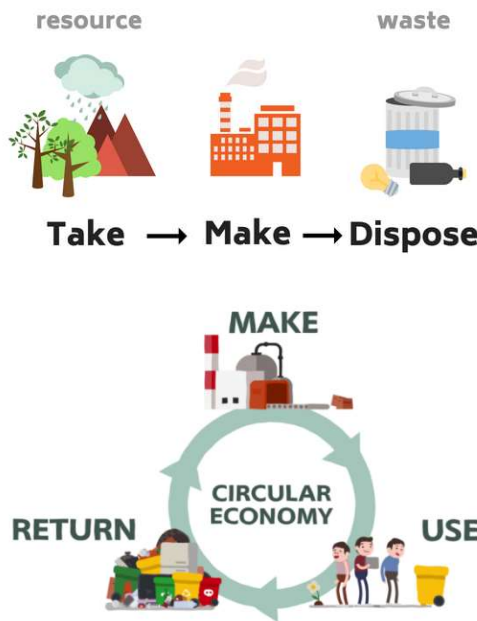 resource waste
Take → Make → Dispose
MAKE
CIRCULAR
ECONOMY
RETURN
USE